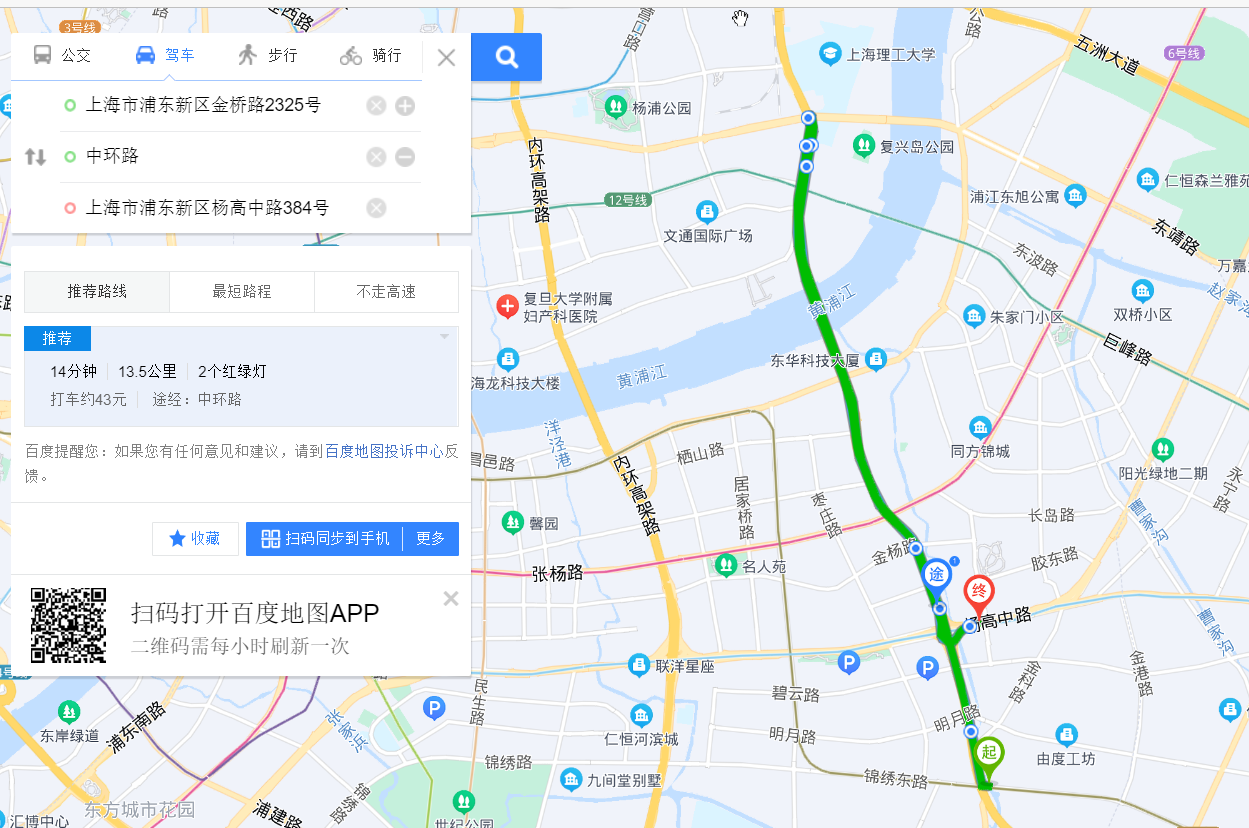 3号线
公交
驾车
步行
骑行
上海市浦东新区金桥路2325号
中环路
上海市浦东新区杨高中路384号
推荐路线
最短路程
不走高速
推荐
14分钟
13.5公里
2个红绿灯
打车约43元
途经：中环路
百度提醒您：如果您有任何意见和建议，请到百度地图投诉中心反
馈。
收藏
扫码同步到手机
更多
扫码打开百度地图APP
二维码需每小时刷新一次
五洲大道
6号线
上海理工大学
杨浦公园
复兴岛公园
内环高架路
12号线
文通国际广场
浦江东旭公寓
仁恒森兰雅苑
东靖路
东波路
万嘉
赵家沟
复旦大学附属
妇产科医院
黄浦江
朱家门小区
双桥小区
巨峰路
东华科技大厦
海龙科技大楼
黄浦江
洋泾港
同方锦城
阳光绿地二期
永宁路
昌邑路
内环高架路
栖山路
居家桥路
枣庄路
长岛路
曹家沟
馨园
金杨路
胶东路
名人苑
张杨路
途
1
终
杨高中路
曹家沟
联洋星座
P
P
碧云路
金科路
金港路
民生路
P
张家浜
东岸绿道
浦东南路
仁恒河滨城
明月路
明月路
起
由度工坊
锦绣路
九间堂别墅
锦绣东路
东方城市花园
锦绣路
浦建路
世纪公园
汇博中心